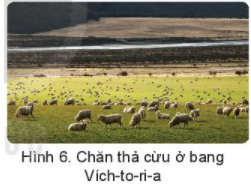 Hình 6. Chăn thả cừu ở bang
Vích-to-ri-a